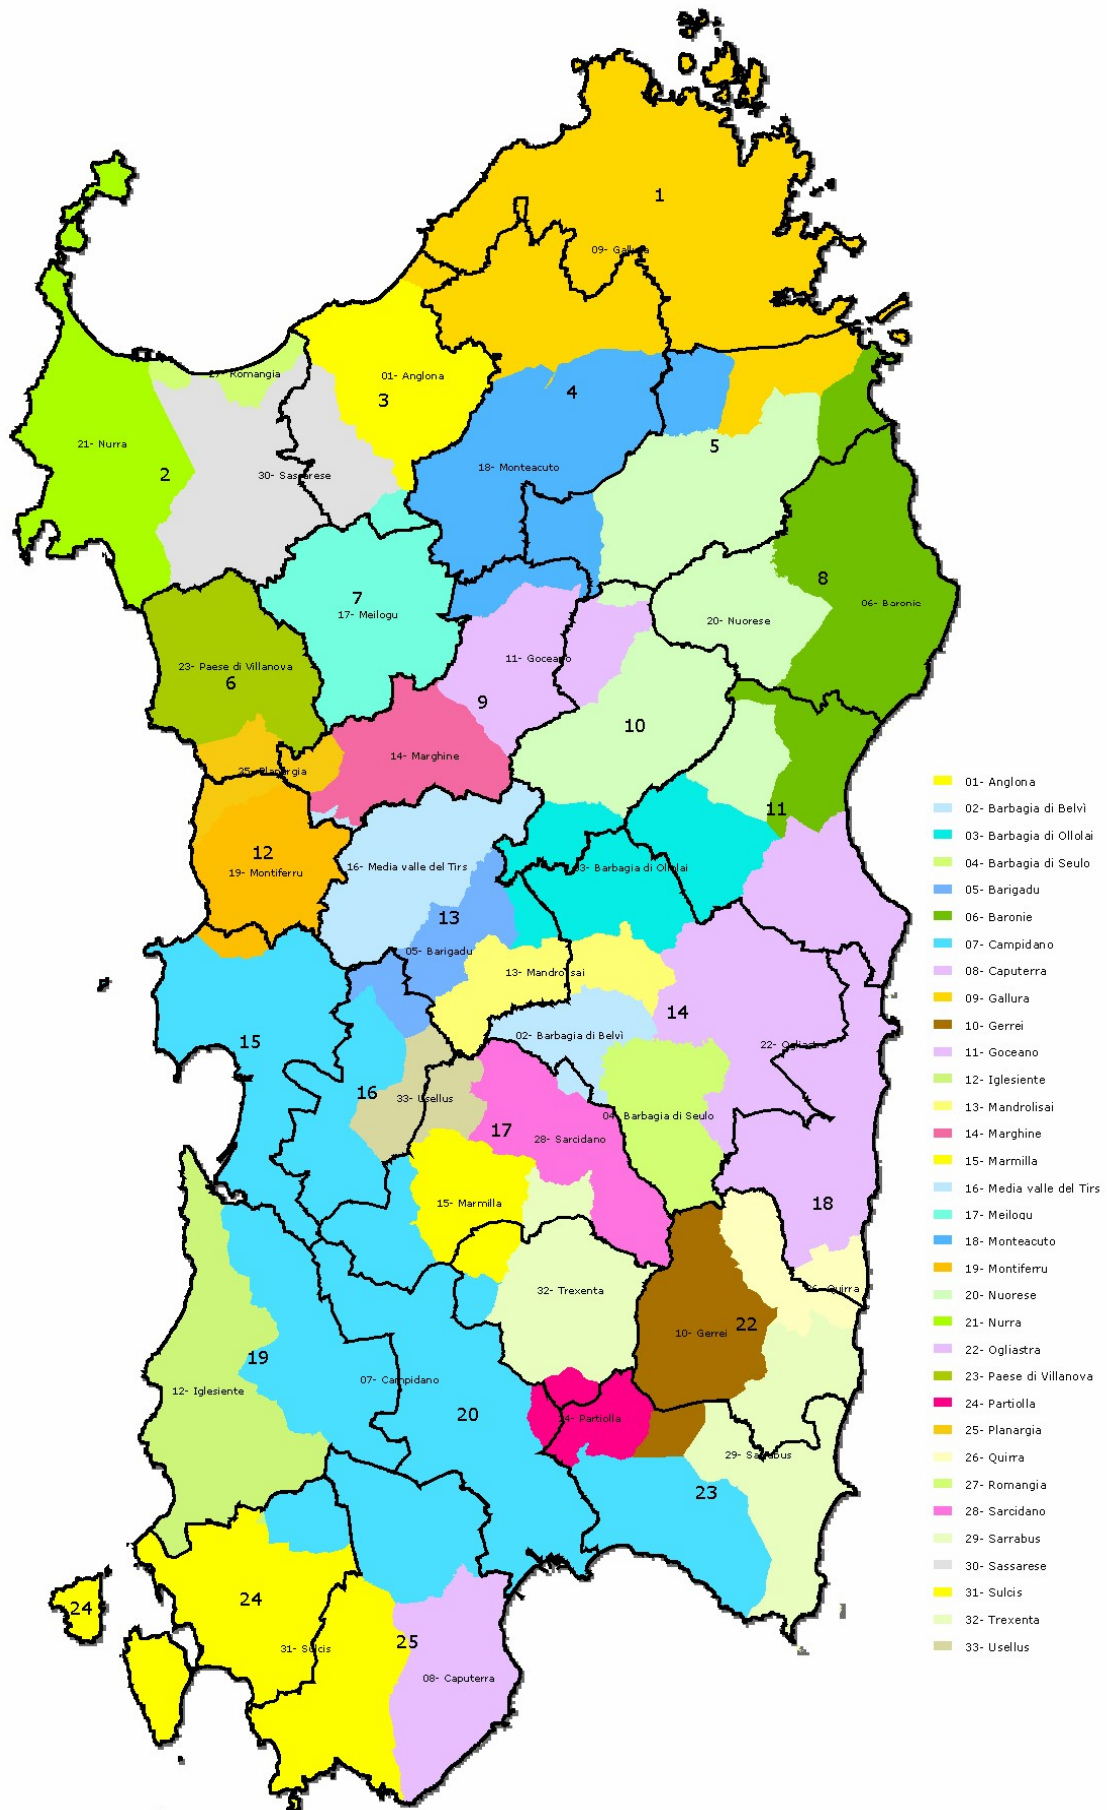 1
09- Gallura
27- Romangia
01- Anglona
3
4
21- Nurra
2
30- Sassarese
18- Monteacuto
5
7
17- Meilogu
8
06- Baronie
20- Nuorese
23- Paese di Villanova
6
11- Goceano
9
10
14- Marghine
25- Planargia
11
12
19- Montiferru
16- Media valle del Tirs
03- Barbagia di Ollolai
13
05- Barigadu
13- Mandrolisai
14
02- Barbagia di Belvì
22- Ogliastra
15
16
33- Usellus
17
28- Sarcidano
04- Barbagia di Seulo
15- Marmilla
18
26- Quirra
32- Trexenta
10- Gerrei
22
19
07- Campidano
12- Iglesiente
20
24- Partiolla
29- Sarrabus
23
24
24
31- Sulcis
25
08- Caputerra
01- Anglona
02- Barbagia di Belvì
03- Barbagia di Ollolai
04- Barbagia di Seulo
05- Barigadu
06- Baronie
07- Campidano
08- Caputerra
09- Gallura
10- Gerrei
11- Goceano
12- Iglesiente
13- Mandrolisai
14- Marghine
15- Marmilla
16- Media valle del Tirs
17- Meilogu
18- Monteacuto
19- Montiferru
20- Nuorese
21- Nurra
22- Ogliastra
23- Paese di Villanova
24- Partiolla
25- Planargia
26- Quirra
27- Romangia
28- Sarcidano
29- Sarrabus
30- Sassarese
31- Sulcis
32- Trexenta
33- Usellus